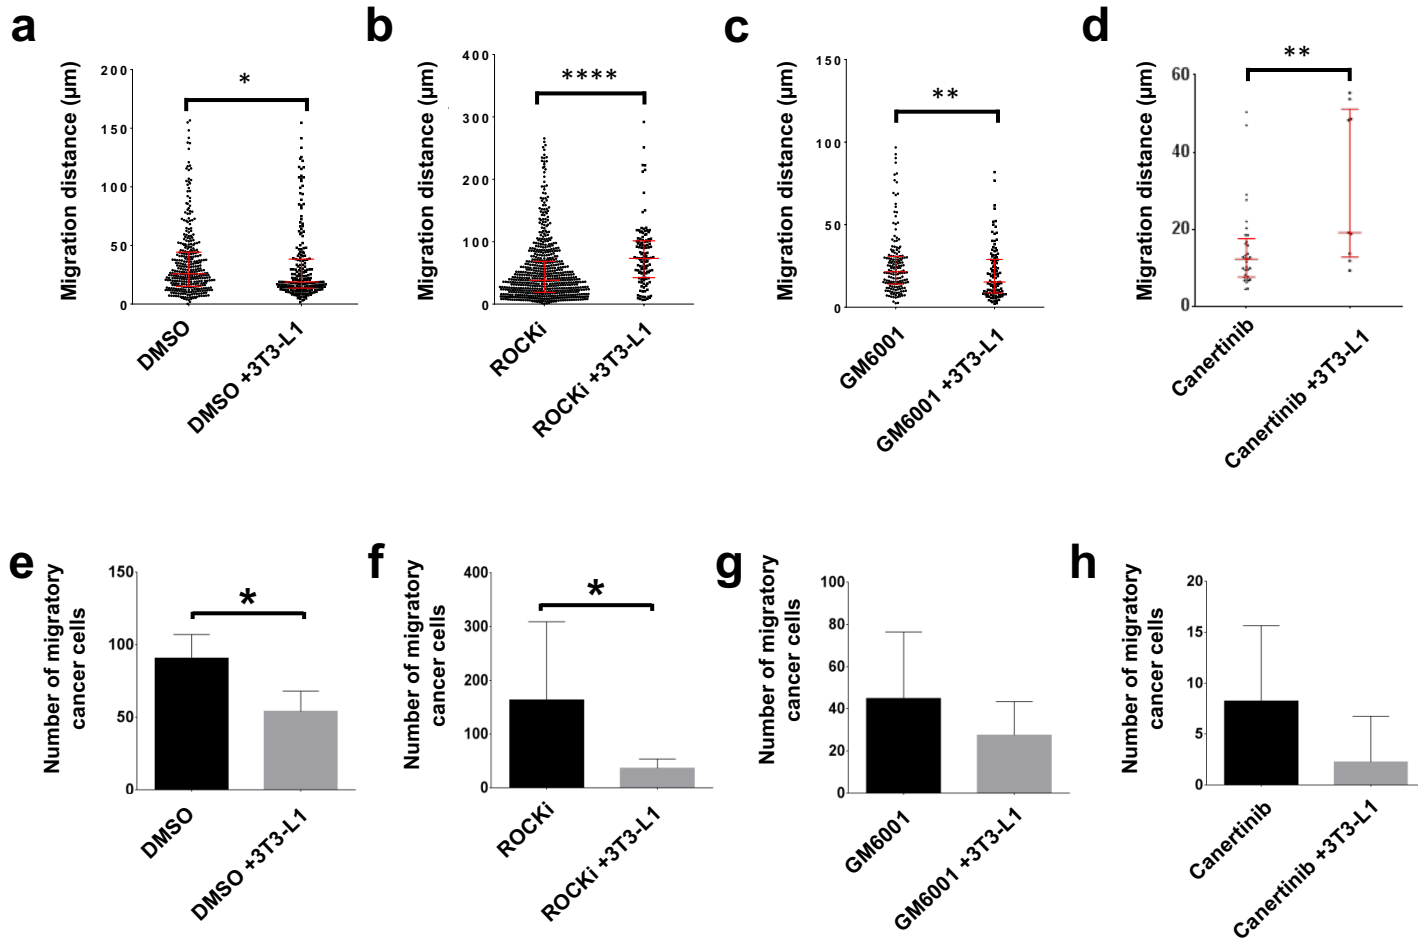 a
Migration distance (µm)
200
150
100
50
0
*
DMSO
DMSO +3T3-L1
b
Migration distance (µm)
400
300
200
100
0
****
ROCKi
ROCKi +3T3-L1
c
Migration distance (µm)
150
100
50
0
**
GM6001
GM6001 +3T3-L1
d
Migration distance (µm)
60
40
20
0
**
Canertinib
Canertinib +3T3-L1
e
Number of migratory
cancer cells
150
100
50
0
*
DMSO
DMSO +3T3-L1
f
Number of migratory
cancer cells
400
300
200
100
0
*
ROCKi
ROCKi +3T3-L1
g
Number of migratory
cancer cells
100
80
60
40
20
0
GM6001
GM6001 +3T3-L1
h
Number of migratory
cancer cells
20
15
10
5
0
Canertinib
Canertinib +3T3-L1